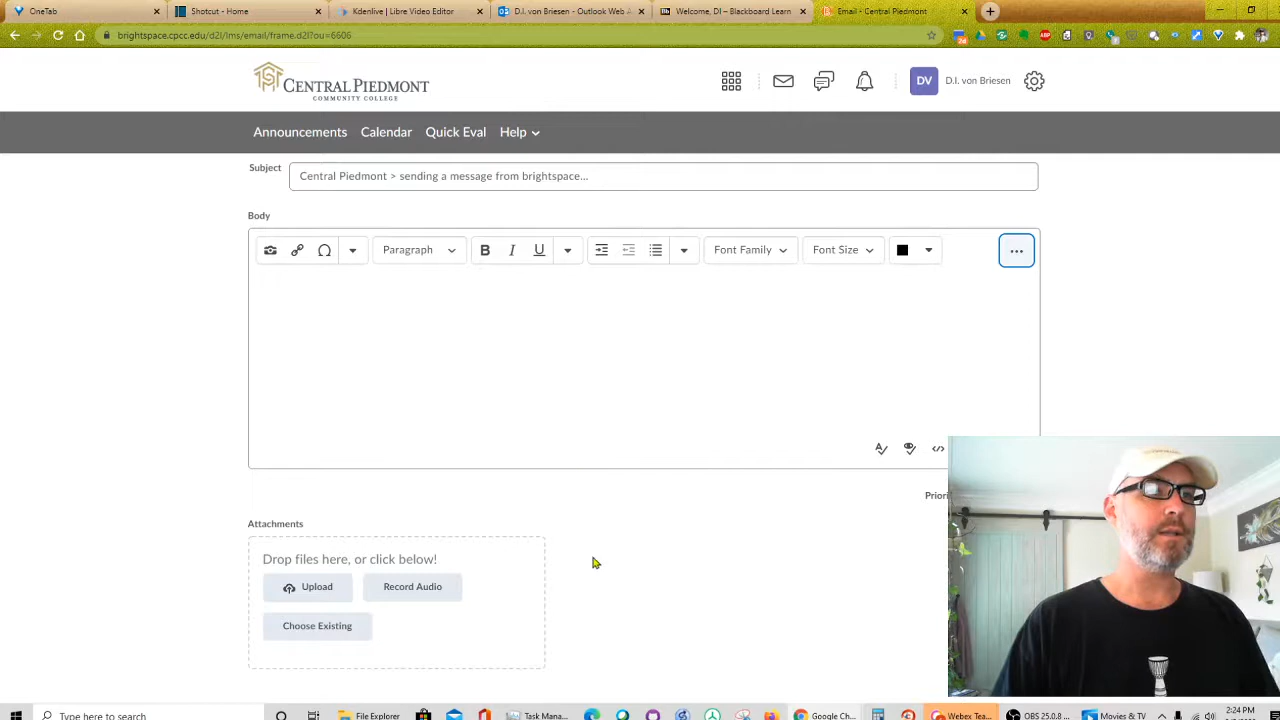 OneTab
Shotcut - Home
Kdenlive | Libre Video Editor
D.I. von Briesen - Outlook Web A
Welcome, DI – Blackboard Learn
Email - Central Piedmont
brightspace.cpcc.edu/d2l/lms/email/frame.d2l?ou=6606
CENTRAL PIEDMONT
COMMUNITY COLLEGE
DV
D.I. von Briesen
Announcements
Calendar
Quick Eval
Help
Subject
Central Piedmont > sending a message from brightspace...
Body
Paragraph
B
I
U
Font Family
Font Size
Priori
Attachments
Drop files here, or click below!
Upload
Record Audio
Choose Existing
2:24 PM
Type here to search
File Explorer
Task Mana...
Google Ch...
Webex Tea...
OBS 25.0.8
Movies & TV